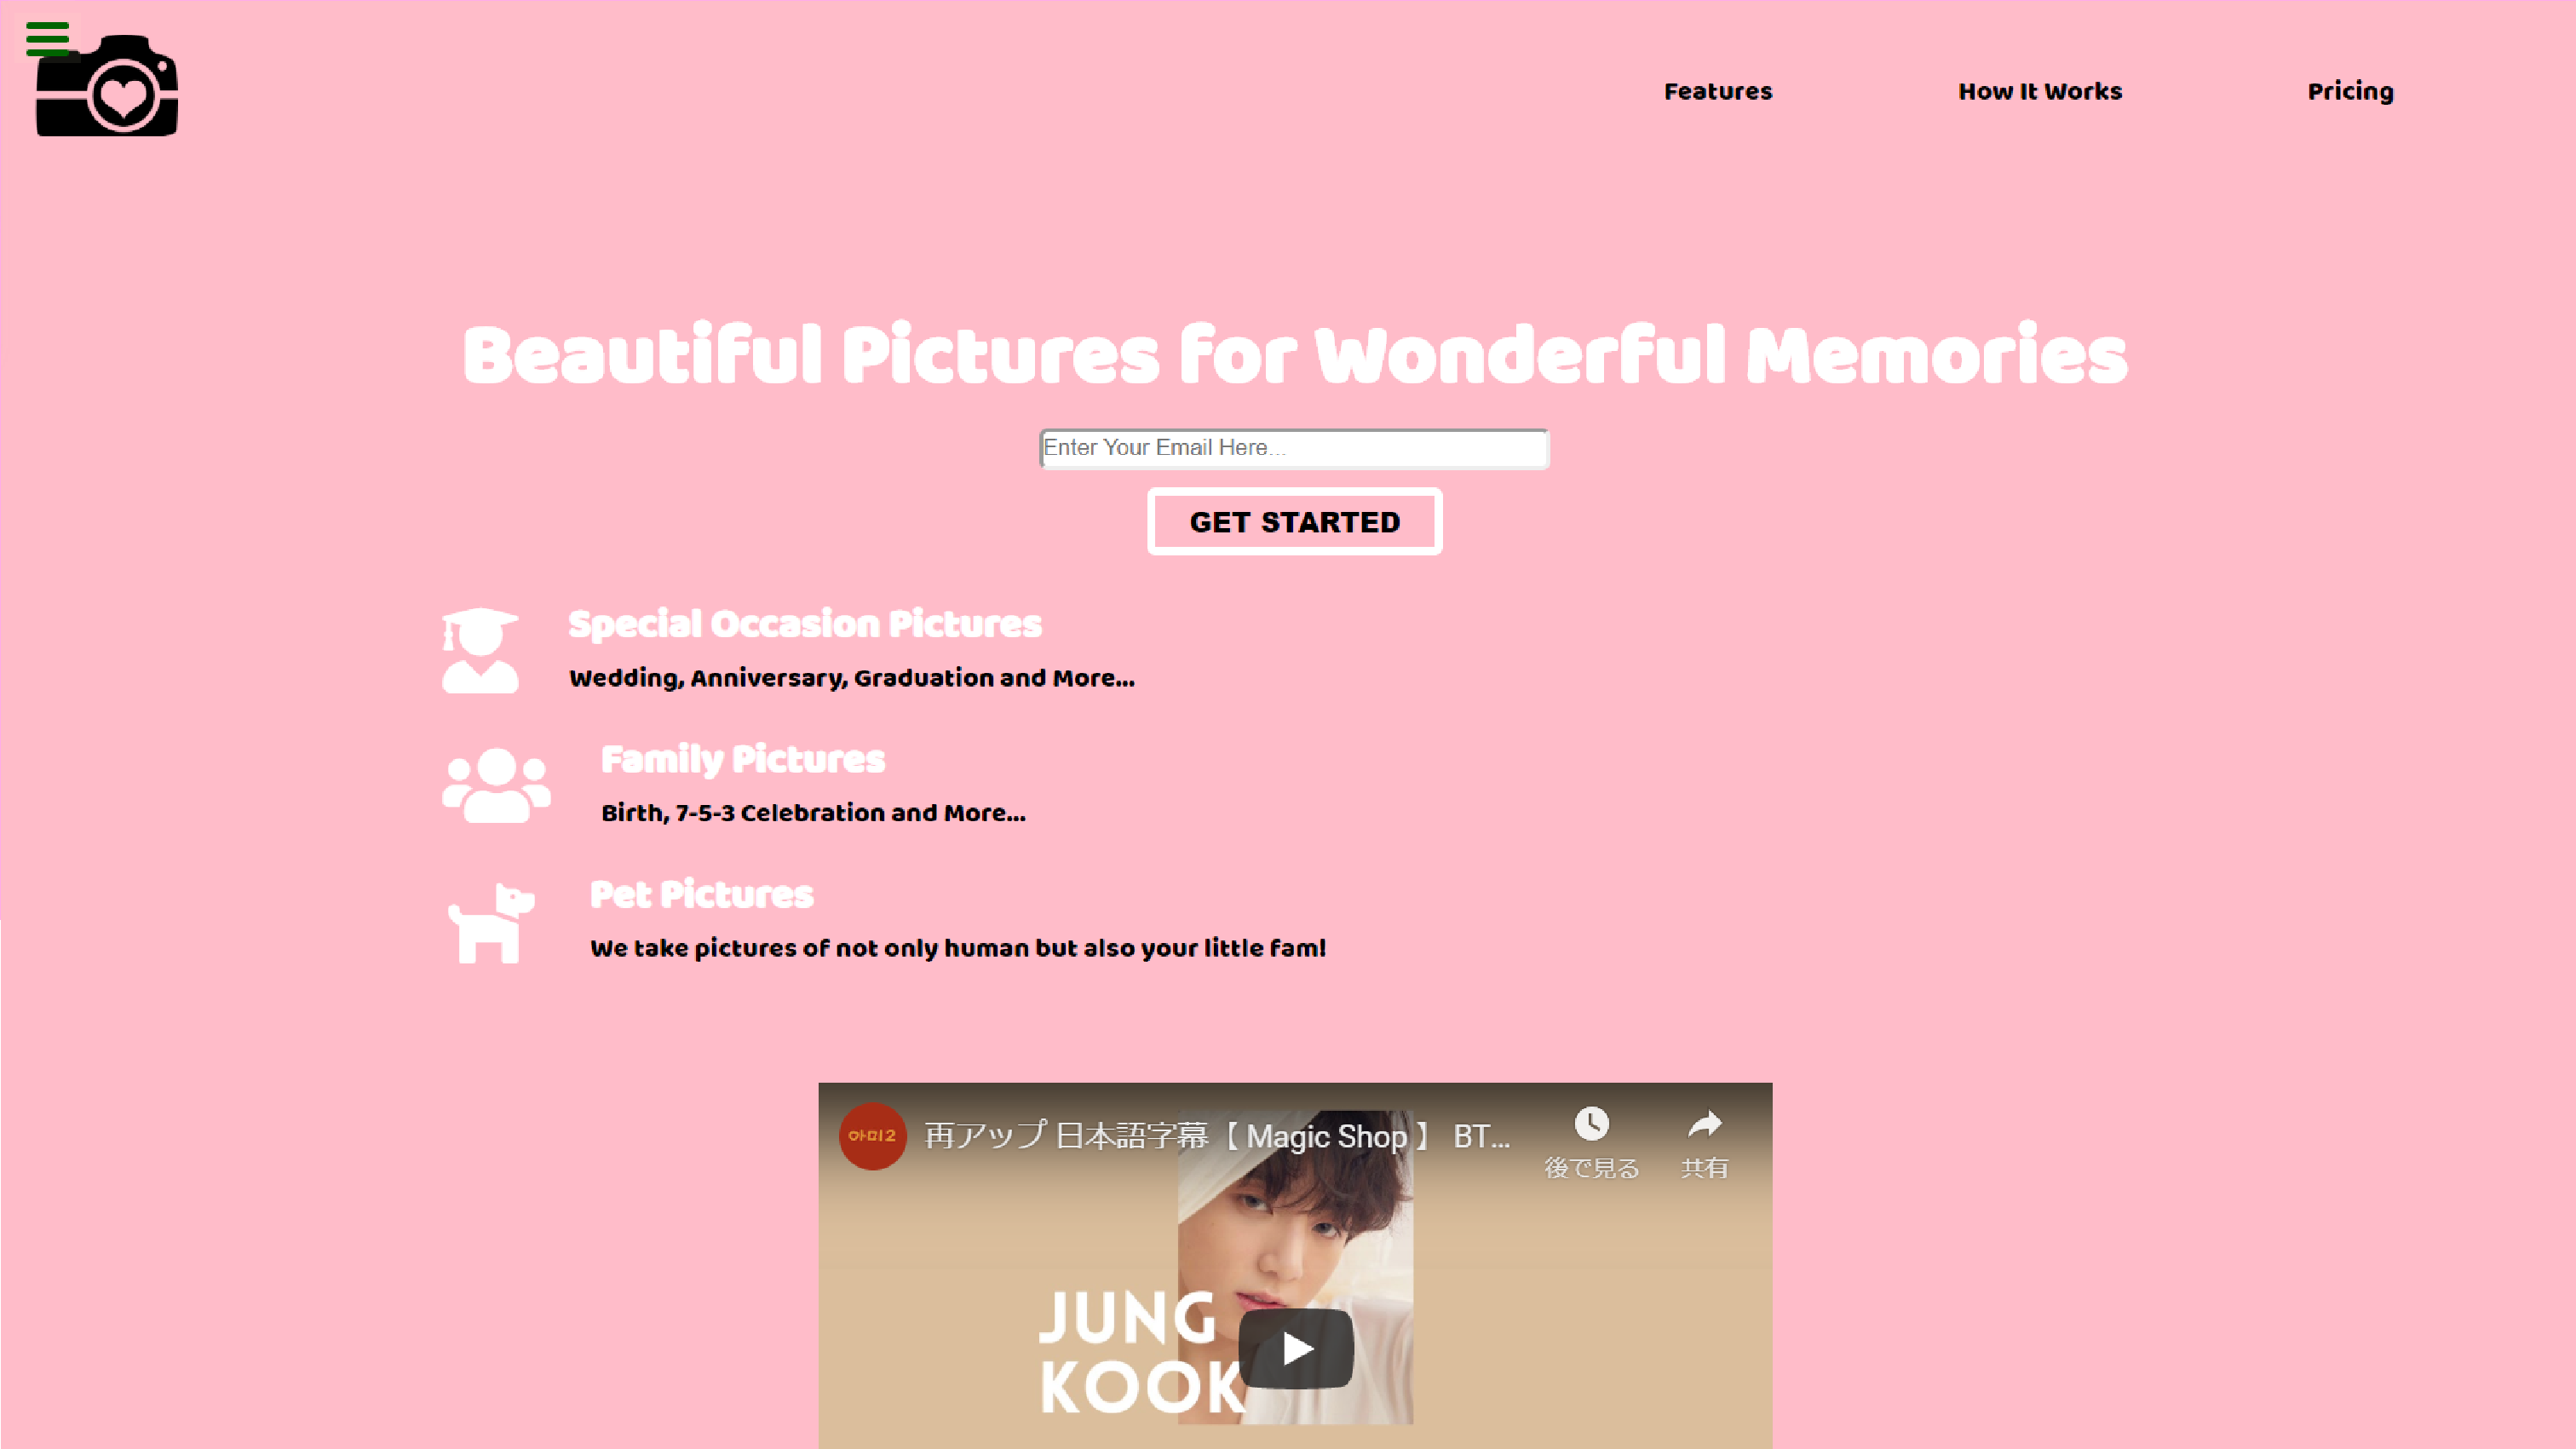 Features
How It Works
Pricing
Beautiful Pictures for Wonderful Memories
Enter Your Email Here...
GET STARTED
Special Occasion Pictures
Wedding, Anniversary, Graduation and More...
Family Pictures
Birth, 7-5-3 Celebration and More...
Pet Pictures
We take pictures of not only human but also your little fam!
아미2
再アップ 日本語字幕【 Magic Shop 】 BT...
後で見る
共有
JUNG
KOOK